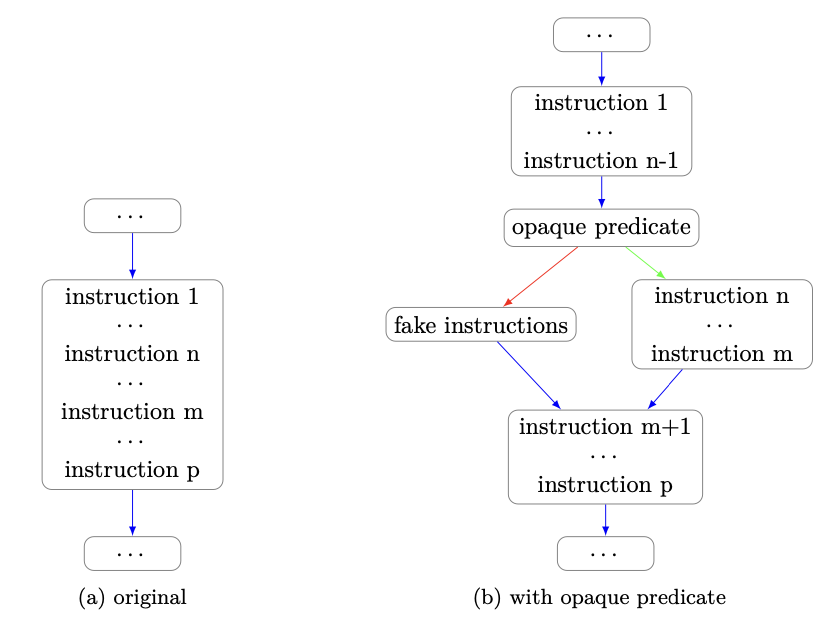 · · ·
instruction 1
· · ·
instruction n
· · ·
instruction m
· · ·
instruction p
· · ·
(a) original
· · ·
instruction 1
· · ·
instruction n-1
opaque predicate
fake instructions
instruction n
· · ·
instruction m
instruction m+1
· · ·
instruction p
· · ·
(b) with opaque predicate